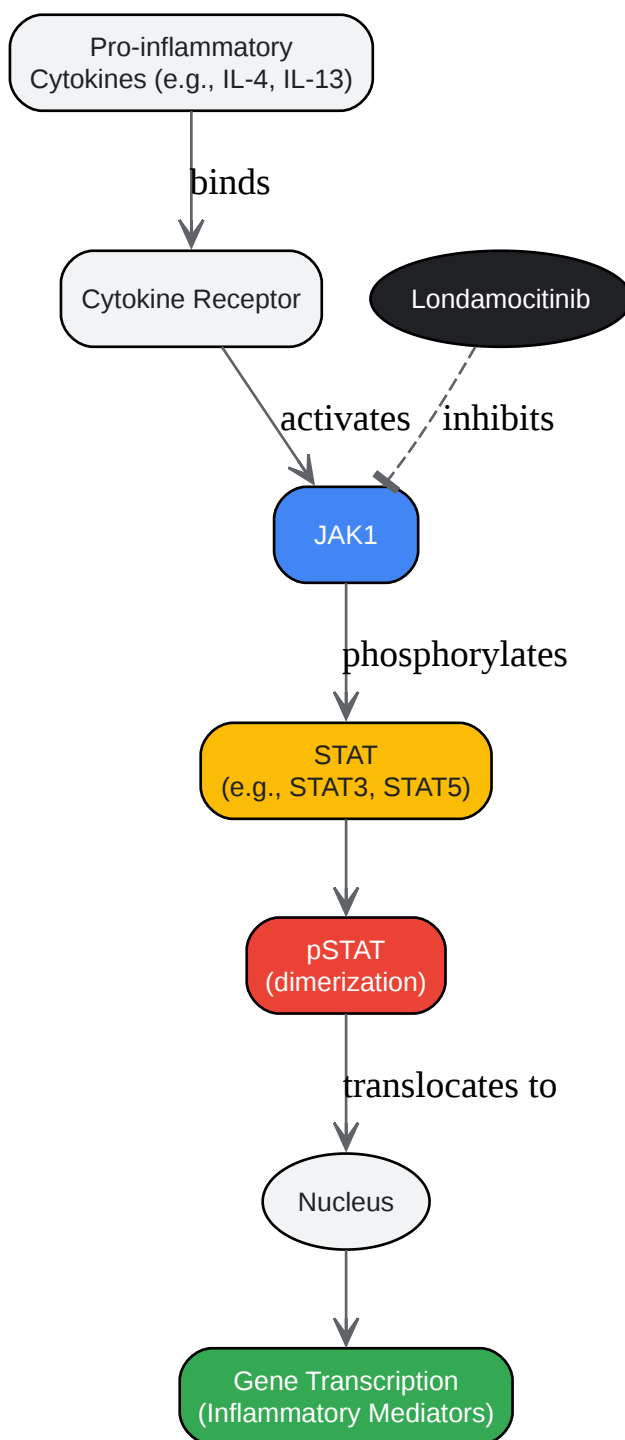 Pro-inflammatory
Cytokines (e.g., IL-4, IL-13)
binds
Cytokine Receptor
Londamocitinib
activates
inhibits
JAK1
phosphorylates
STAT
(e.g., STAT3, STAT5)
pSTAT
(dimerization)
translocates to
Nucleus
Gene Transcription
(Inflammatory Mediators)